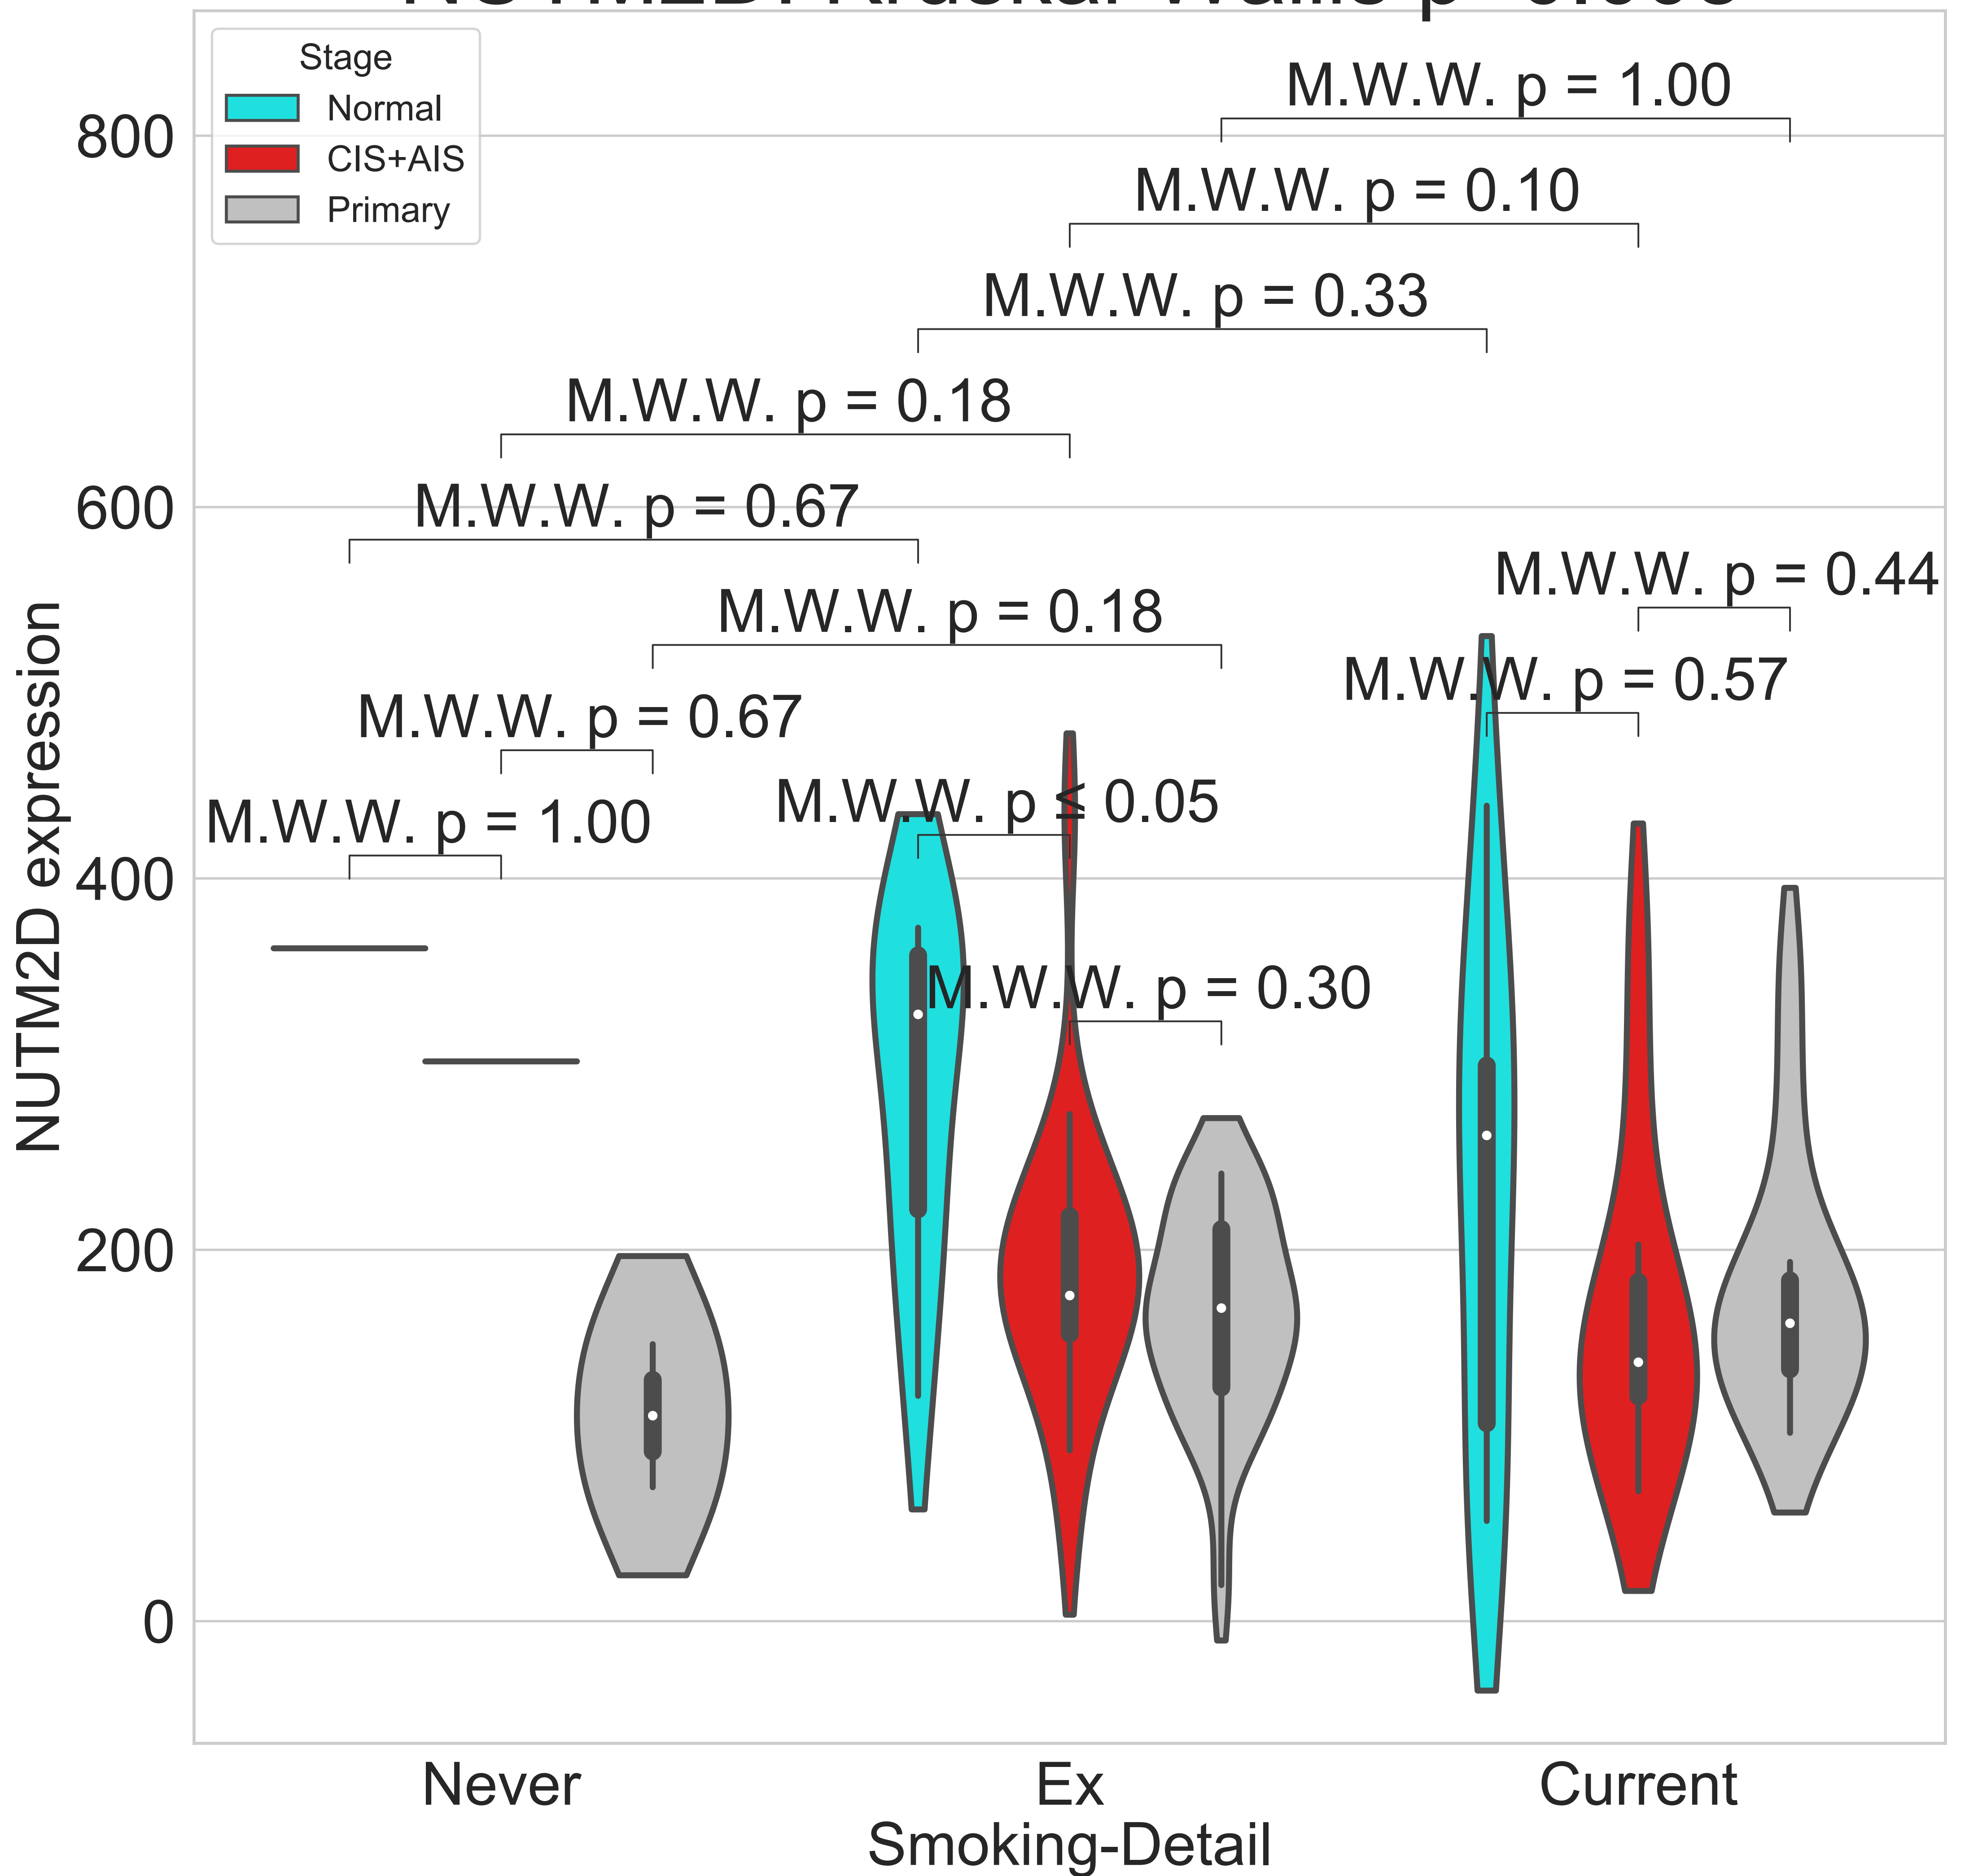 Stage
Normal
CIS+AIS
Primary
M.W.W. p = 1.00
M.W.W. p = 0.10
M.W.W. p = 0.33
M.W.W. p = 0.18
M.W.W. p = 0.67
M.W.W. p = 0.44
M.W.W. p = 0.18
M.W.W. p = 0.57
M.W.W. p = 0.67
M.W.W. p ≤ 0.05
M.W.W. p = 1.00
M.W.W. p = 0.30
NUTM2D expression
800
600
400
200
0
Never
Ex
Current
Smoking-Detail